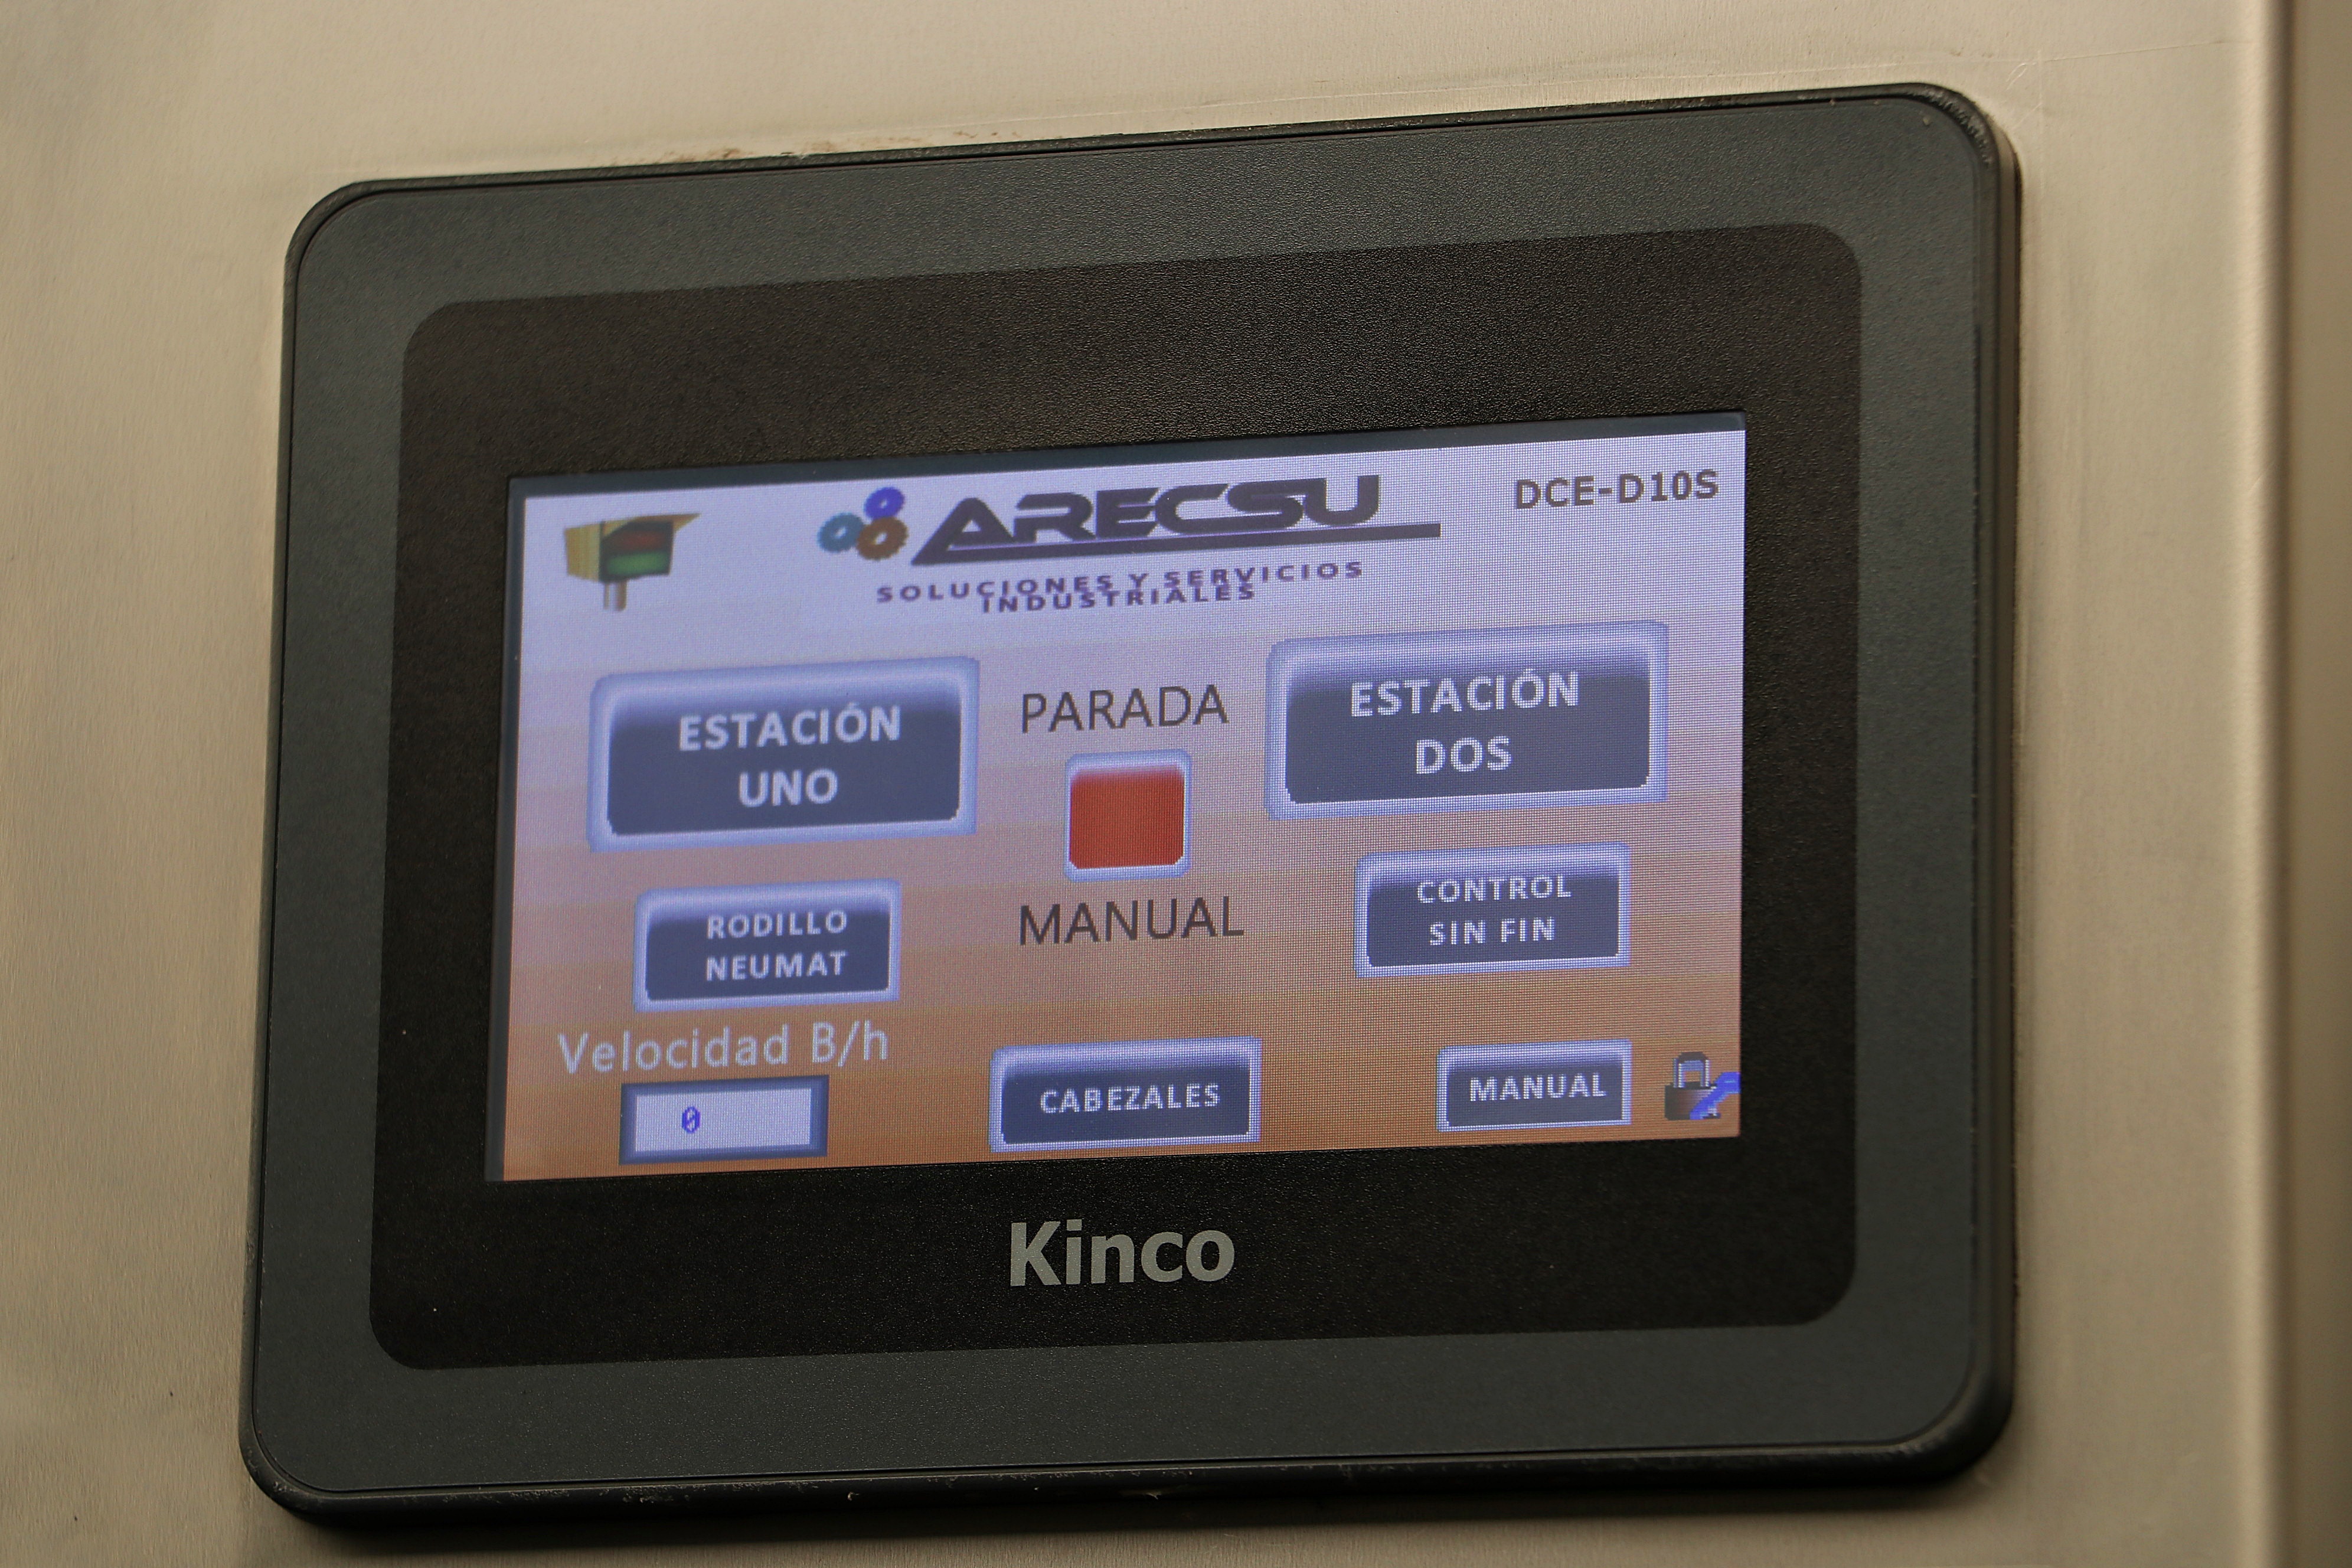 ARECSU
DCE-D10S
SOLUCIONES Y SERVICIOS
INDUSTRIALES
ESTACIÓN
UNO
PARADA
ESTACIÓN
DOS
RODILLO
NEUMAT
MANUAL
CONTROL
SIN FIN
Velocidad B/h
0
CABEZALES
MANUAL
Kinco